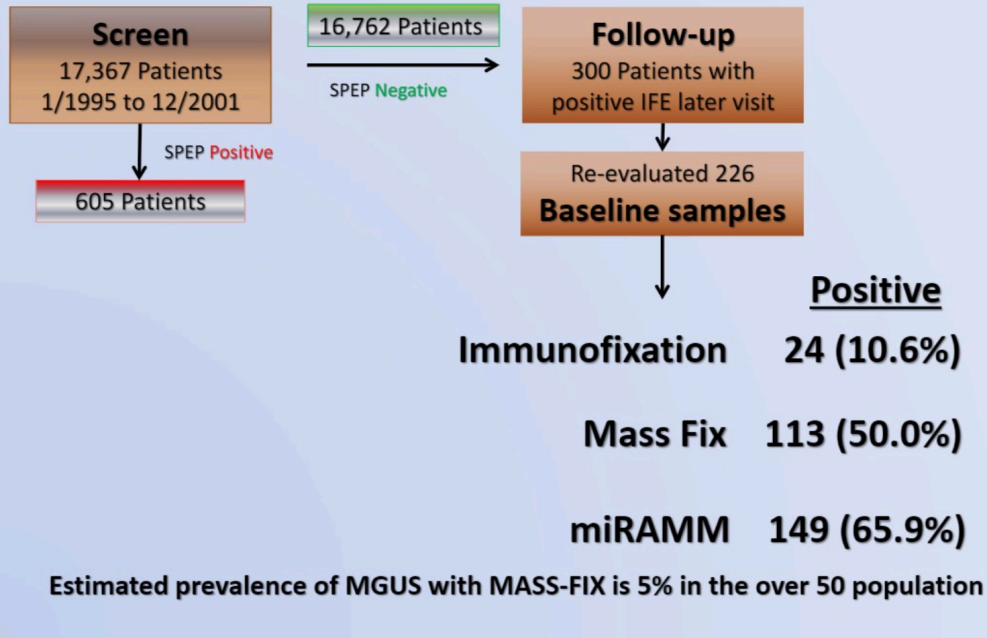 Screen
17,367 Patients
1/1995 to 12/2001
16,762 Patients
SPEP Negative
Follow-up
300 Patients with
positive IFE later visit
SPEP Positive
605 Patients
Re-evaluated 226
Baseline samples
Positive
Immunofixation 24 (10.6%)
Mass Fix 113 (50.0%)
miRAMM 149 (65.9%)
Estimated prevalence of MGUS with MASS-FIX is 5% in the over 50 population